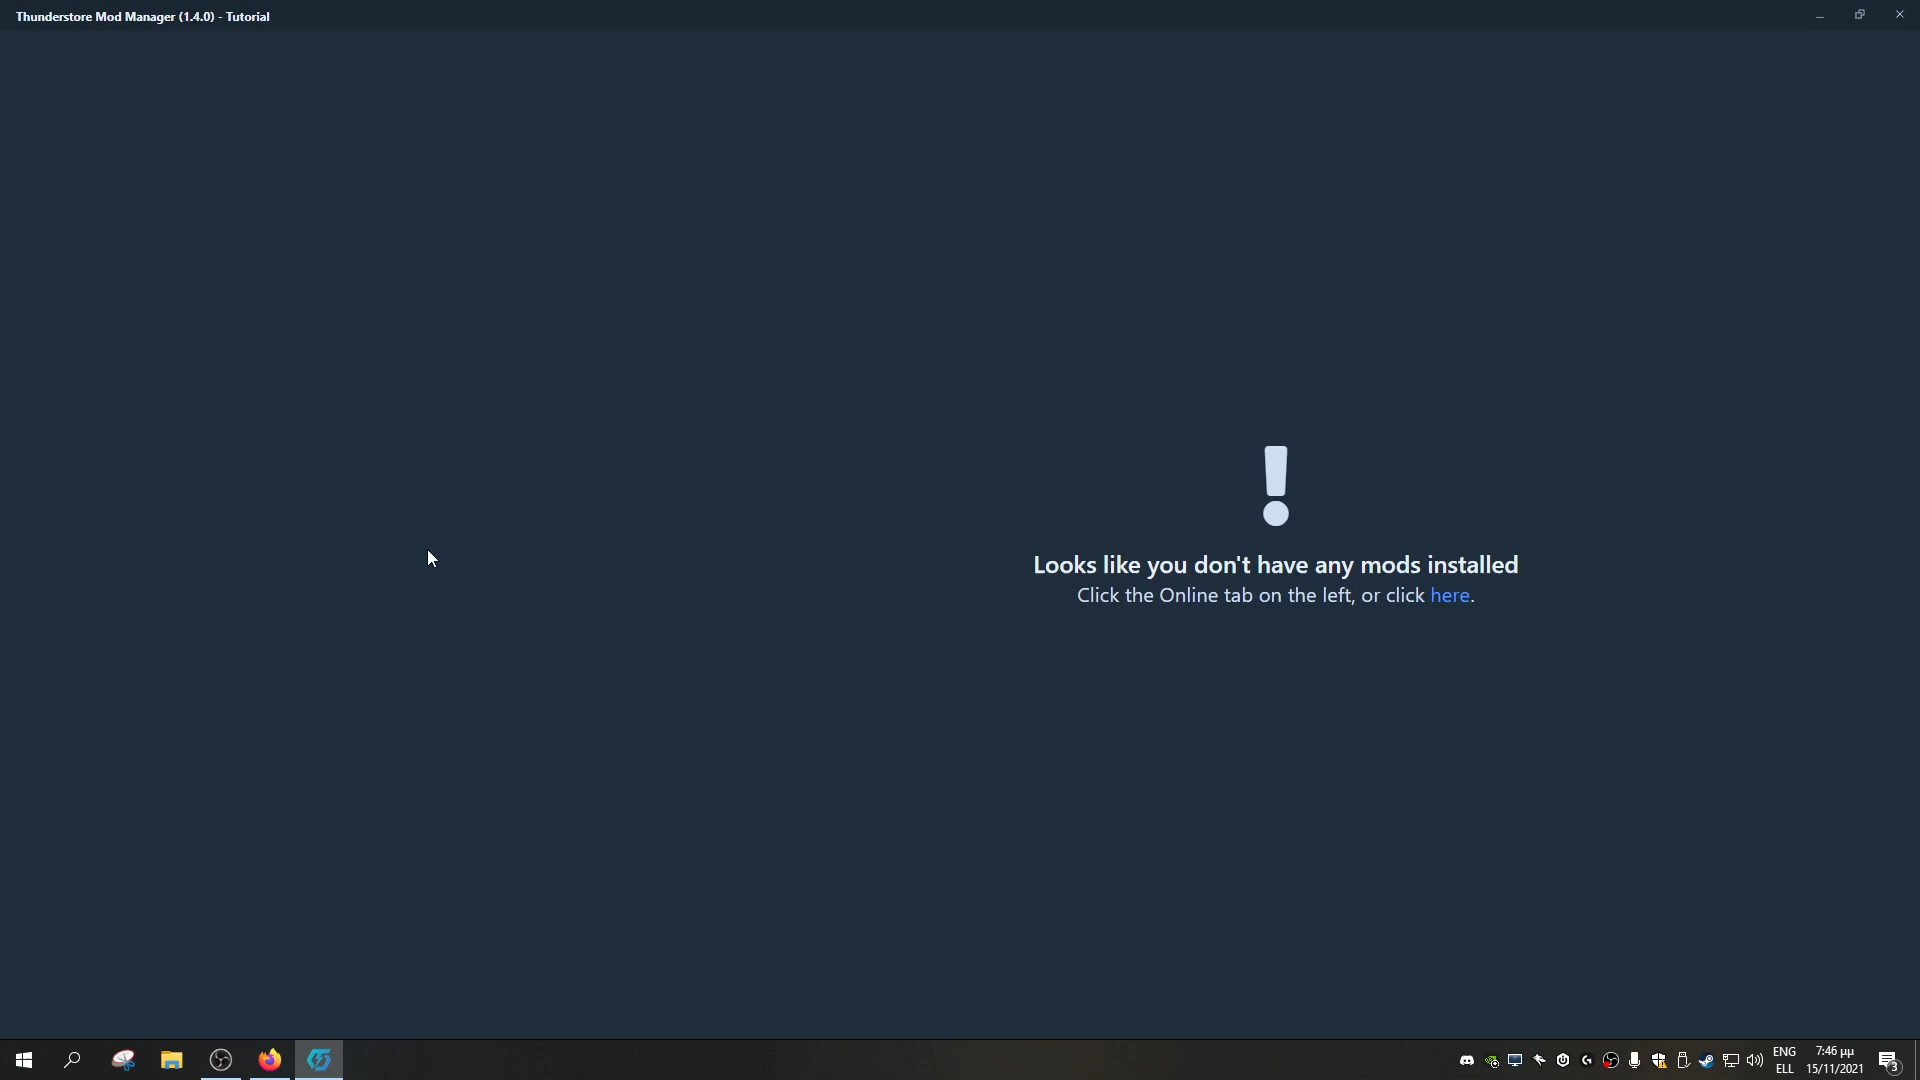 Thunderstore Mod Manager (1.4.0) - Tutorial
Looks like you don't have any mods installed
Click the Online tab on the left, or click here.
ENG
7:46 μμ
ELL
15/11/2021
3